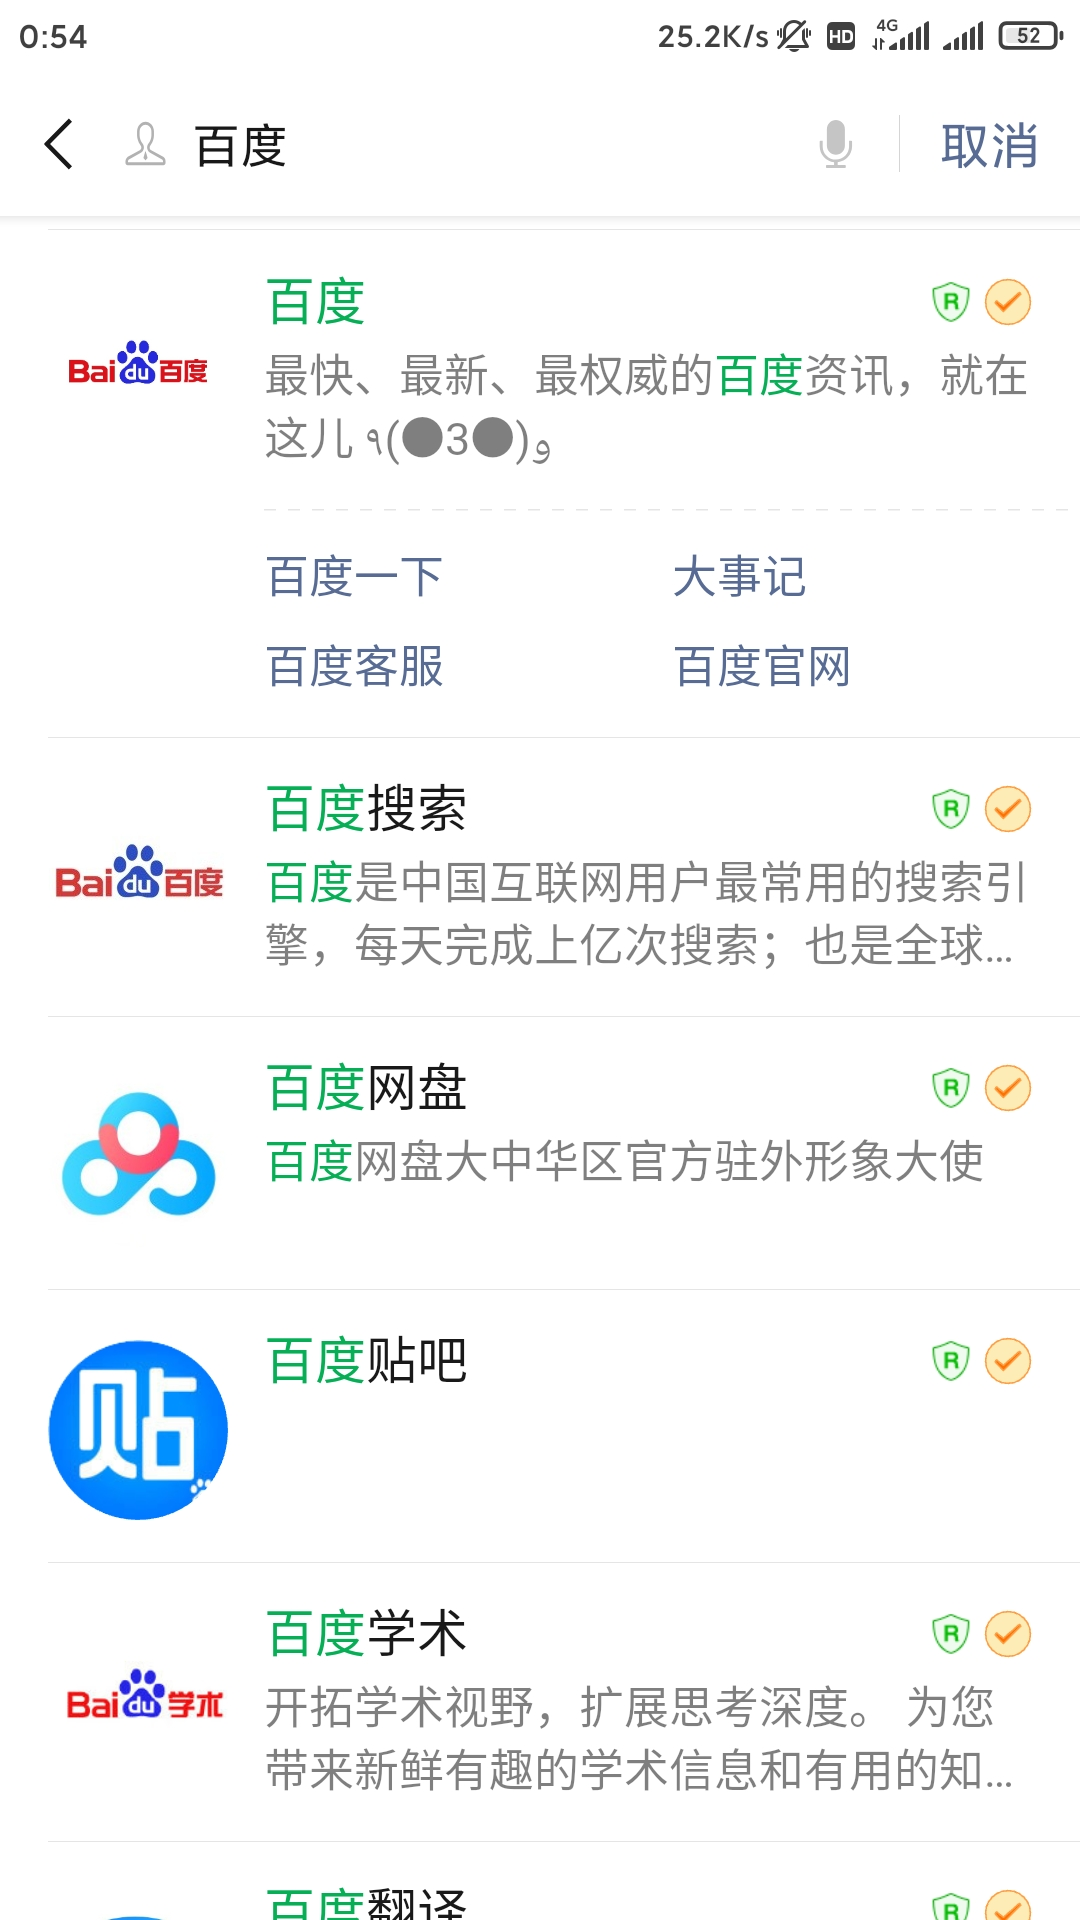 0:54 25.2K/s HD 4G 52
百度 取消
百度 R
Bai du 百度
最快、最新、最权威的百度资讯，就在
这儿 ٩(●3●)و
百度一下 大事记
百度客服 百度官网
百度搜索 R
Bai du 百度
百度是中国互联网用户最常用的搜索引
擎，每天完成上亿次搜索；也是全球...
百度网盘 R
百度网盘大中华区官方驻外形象大使
百度贴吧 R
贴
百度学术 R
Bai du 学术
开拓学术视野，扩展思考深度。 为您
带来新鲜有趣的学术信息和有用的知...
百度翻译 R